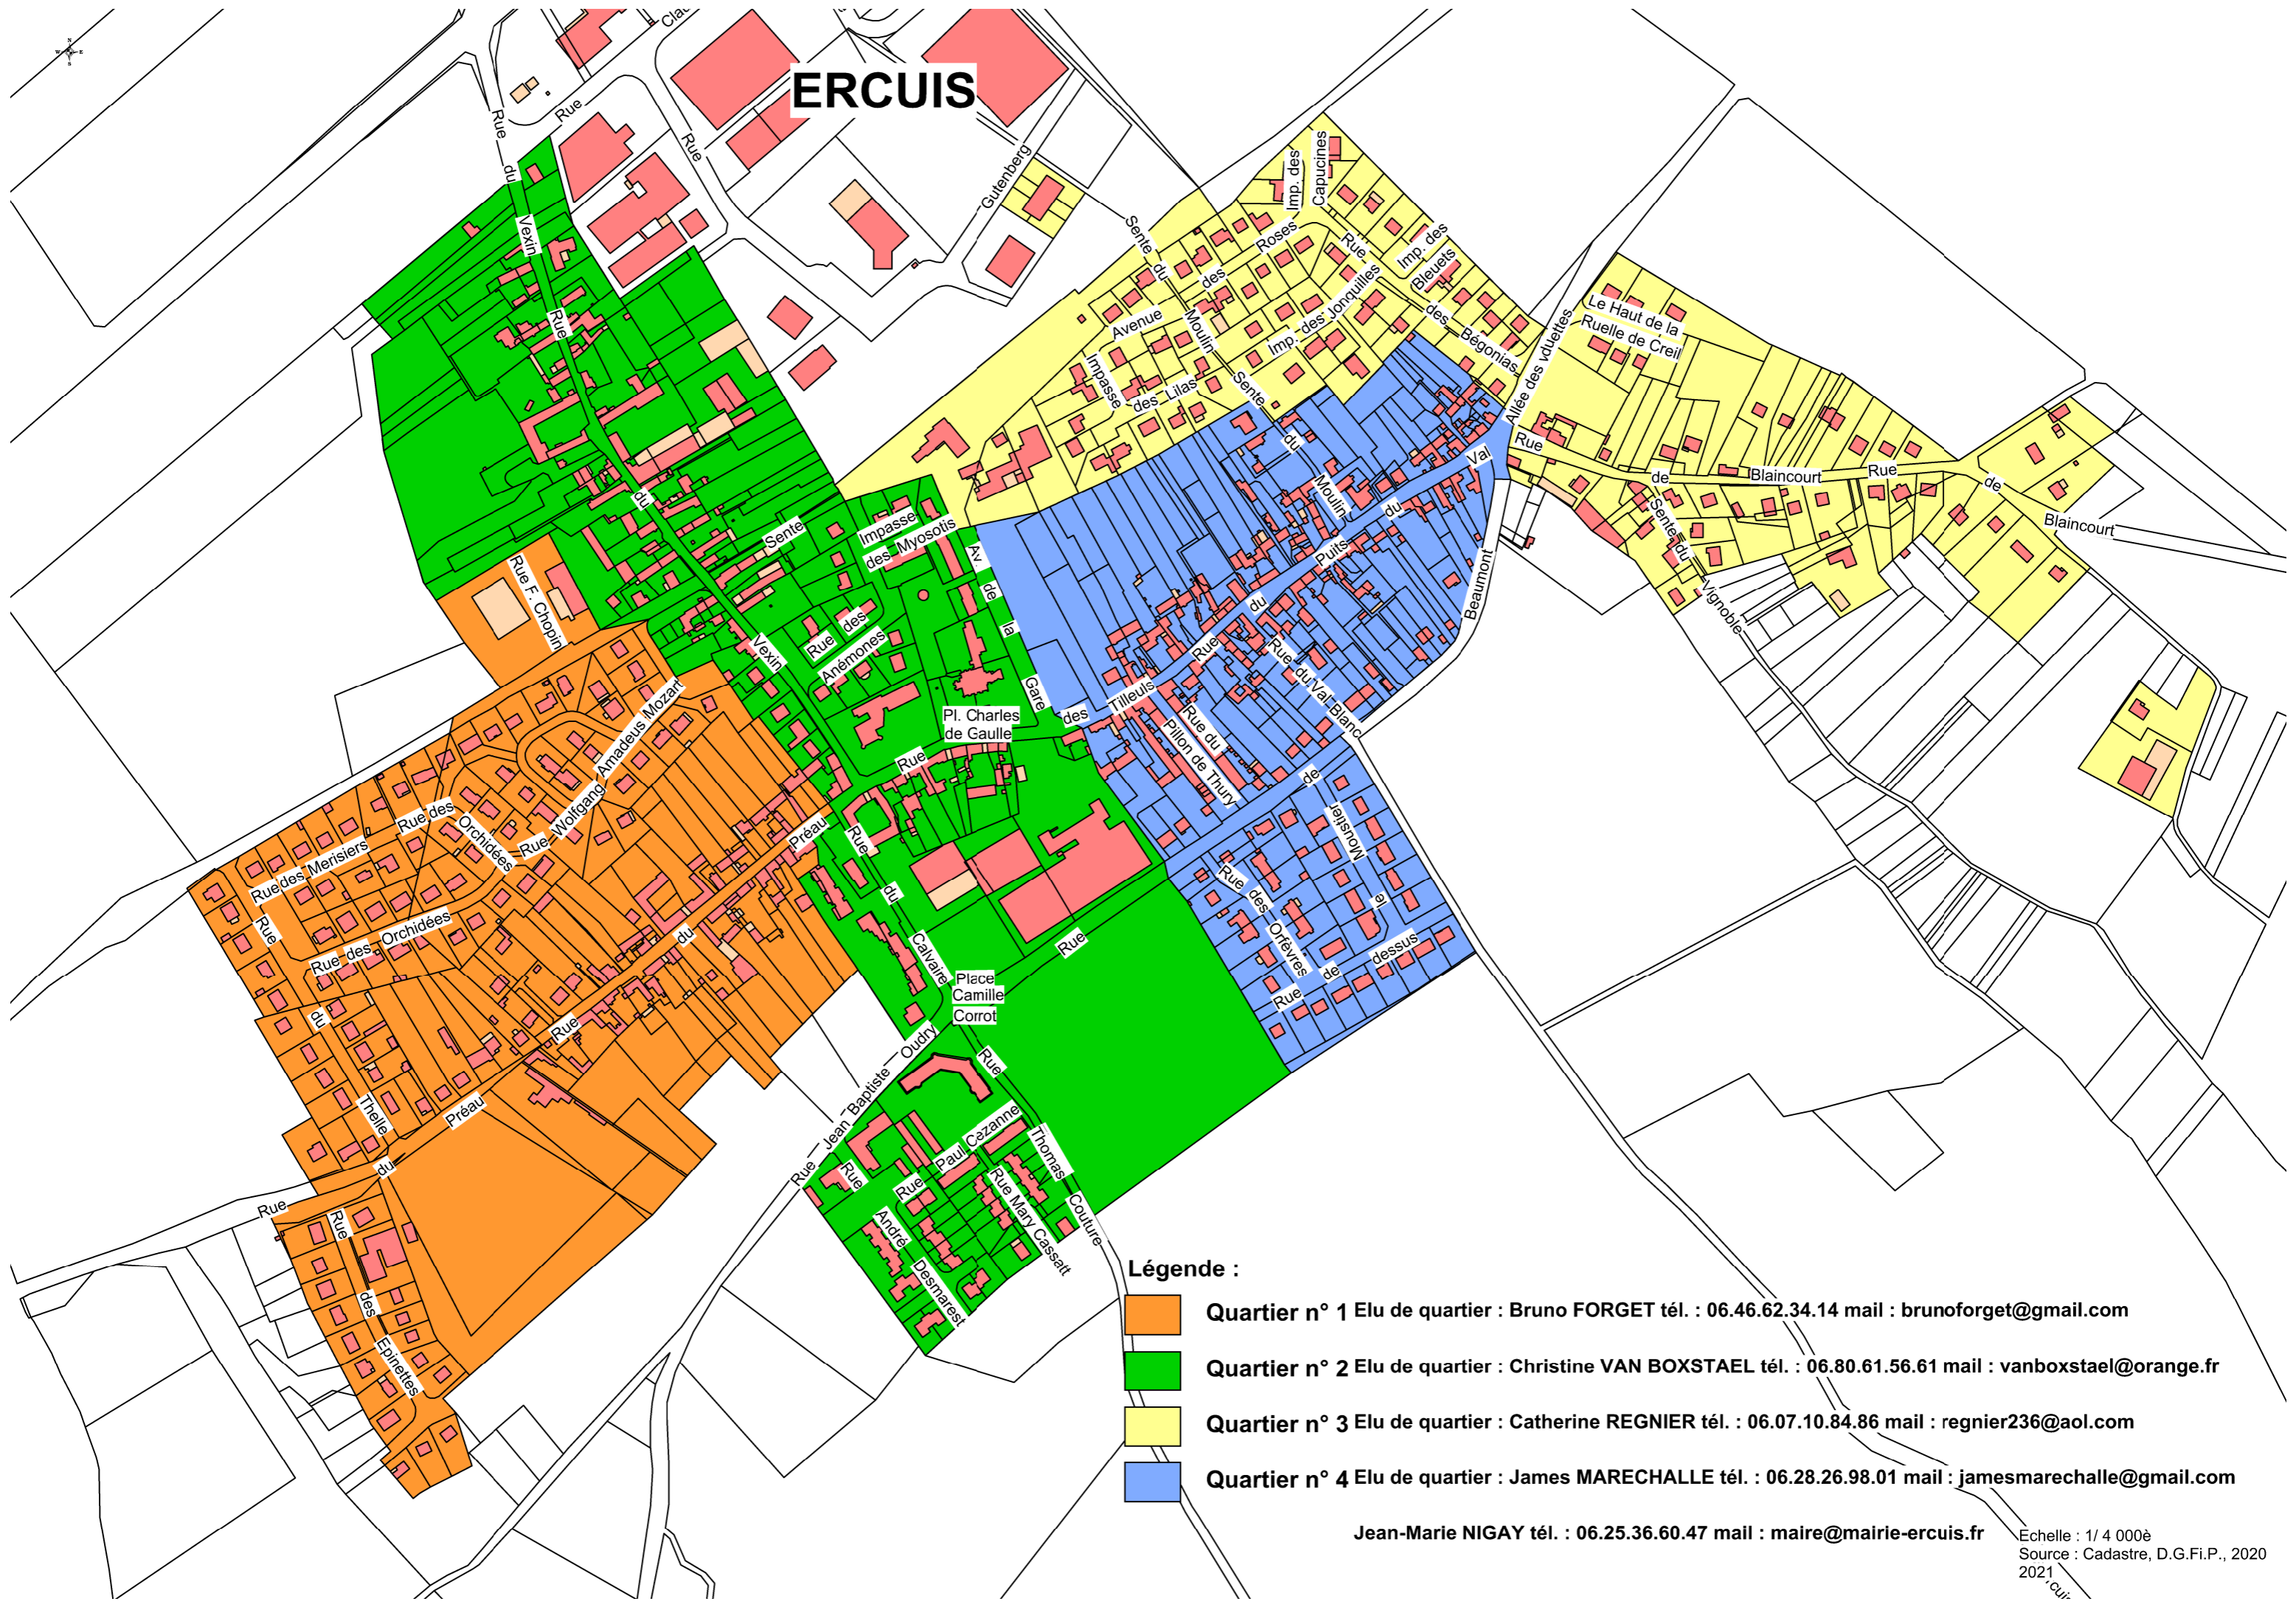 ERCUIS
N
W
E
S
Rue
du
Vexin
Rue
du
Vexin
Rue
Rue
Gutenberg
Sente
du
Moulin
Sente
du
Moulin
Imp. des
Capucines
Avenue
des
Roses
Rue
des
Bégonias
Imp. des
Bleuets
Imp. des Jonquilles
Impasse
des Lilas
Le Haut de la
Ruelle de Creil
Rue
de
Blaincourt
Rue
de
Blaincourt
Sente du
Vignoble
Beaumont
Rue
du
Puits
du
Val
Rue du Val Blanc
des
Tilleuls
Rue du
Pillon de Thury
Sente
Impasse
des Myosotis
Av.
de
la
Gare
Rue des
Anémones
Pl. Charles
de Gaulle
Rue
Rue F. Chopin
Rue Wolfgang Amadeus Mozart
Rue des
Orchidées
Rue des Merisiers
Rue des Orchidées
Rue
du
Thelle
Rue
du
Préau
Rue
du
Préau
Rue
des
Epinettes
Rue
du
Calvaire
Place
Camille
Corrot
Rue
Rue Jean Baptiste Oudry
Rue
Thomas
Couture
Rue Paul Cezanne
Rue Mary Cassatt
Rue
André
Desmarest
de
Moustier
le
Rue des
Orfèvres
Rue de dessus
Légende :
Quartier n° 1 Elu de quartier : Bruno FORGET tél. : 06.46.62.34.14 mail : brunoforget@gmail.com
Quartier n° 2 Elu de quartier : Christine VAN BOXSTAEL tél. : 06.80.61.56.61 mail : vanboxstael@orange.fr
Quartier n° 3 Elu de quartier : Catherine REGNIER tél. : 06.07.10.84.86 mail : regnier236@aol.com
Quartier n° 4 Elu de quartier : James MARECHALLE tél. : 06.28.26.98.01 mail : jamesmarechalle@gmail.com
Jean-Marie NIGAY tél. : 06.25.36.60.47 mail : maire@mairie-ercuis.fr
Echelle : 1/ 4 000è
Source : Cadastre, D.G.Fi.P., 2020
2021